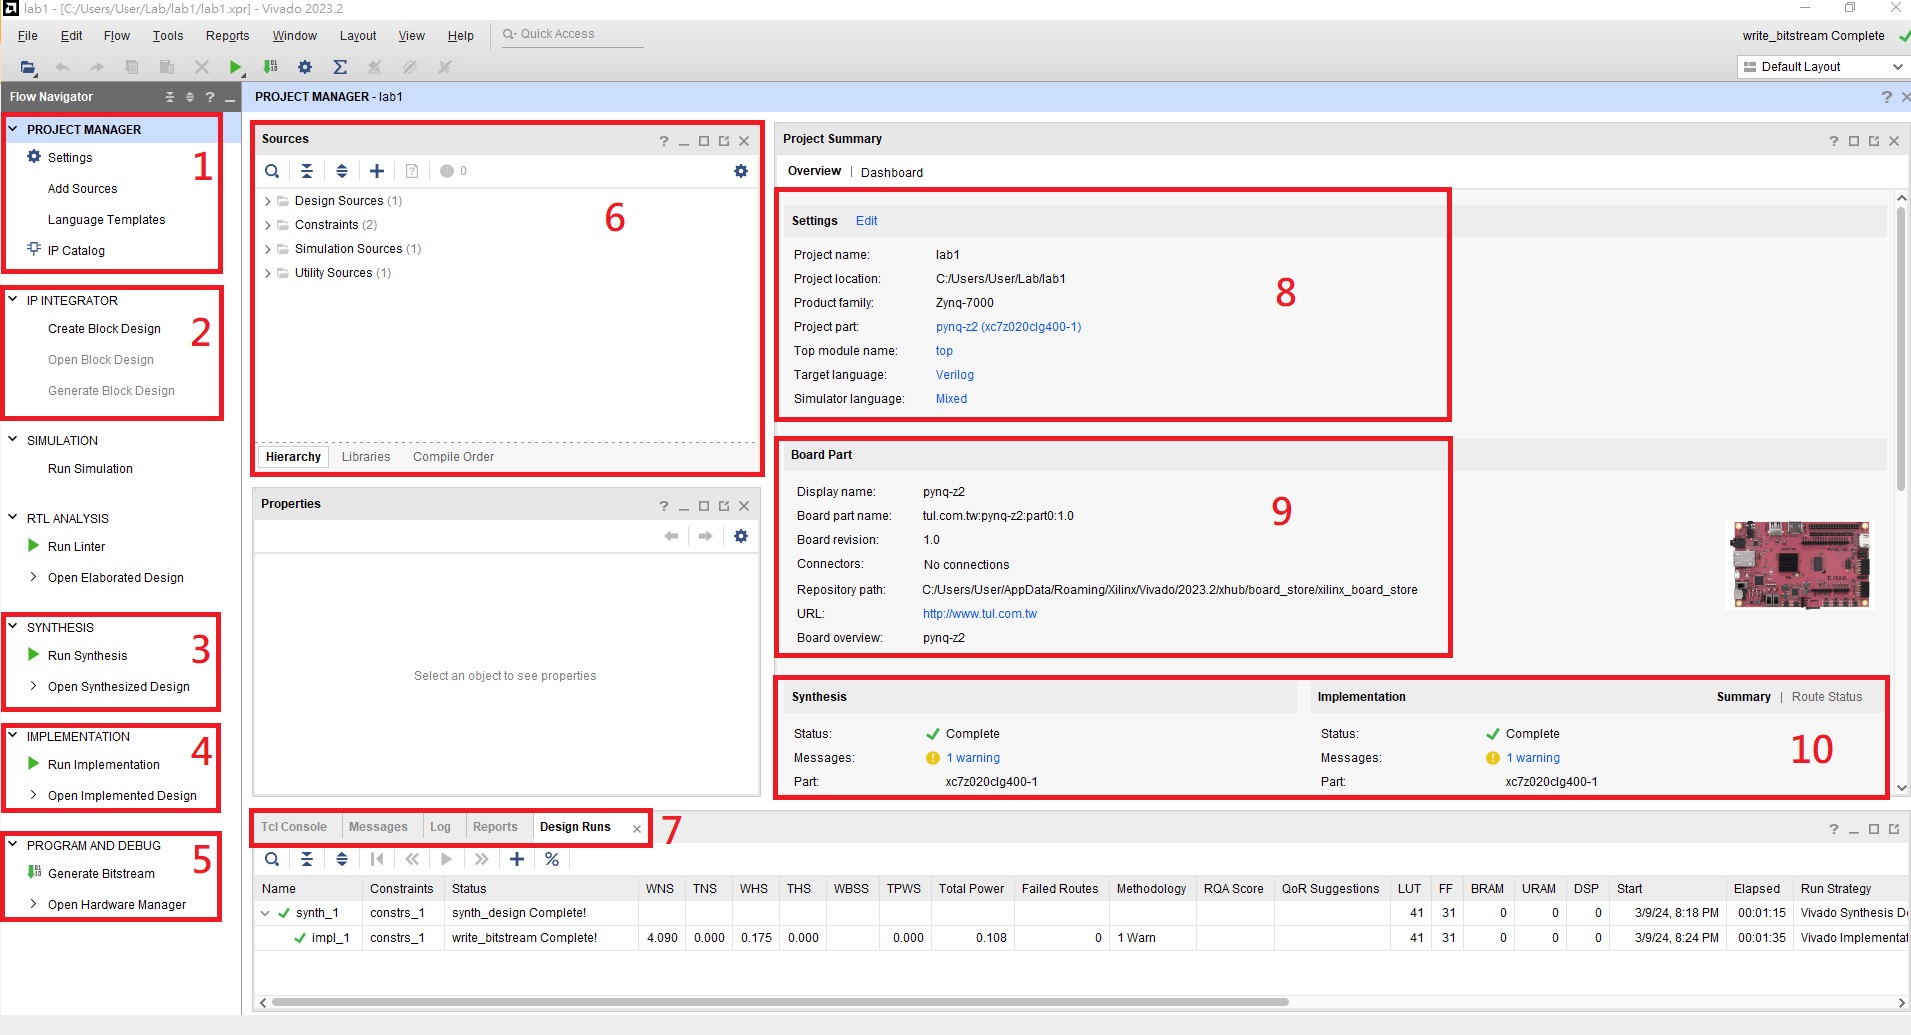 lab1 - [C:/Users/User/Lab/lab1/lab1.xpr] - Vivado 2023.2
File Edit Flow Tools Reports Window Layout View Help Quick Access
write_bitstream Complete
Default Layout
Flow Navigator
PROJECT MANAGER
Settings
Add Sources
Language Templates
IP Catalog
1
IP INTEGRATOR
Create Block Design
Open Block Design
Generate Block Design
2
SIMULATION
Run Simulation
RTL ANALYSIS
Run Linter
Open Elaborated Design
SYNTHESIS
Run Synthesis
Open Synthesized Design
3
IMPLEMENTATION
Run Implementation
Open Implemented Design
4
PROGRAM AND DEBUG
Generate Bitstream
Open Hardware Manager
5
PROJECT MANAGER - lab1
Sources
0
Design Sources (1)
Constraints (2)
Simulation Sources (1)
Utility Sources (1)
6
Hierarchy Libraries Compile Order
Properties
Select an object to see properties
Project Summary
Overview | Dashboard
Settings Edit
Project name: lab1
Project location: C:/Users/User/Lab/lab1
Product family: Zynq-7000
Project part: pynq-z2 (xc7z020clg400-1)
Top module name: top
Target language: Verilog
Simulator language: Mixed
8
Board Part
Display name: pynq-z2
Board part name: tul.com.tw:pynq-z2:part0:1.0
Board revision: 1.0
Connectors: No connections
Repository path: C:/Users/User/AppData/Roaming/Xilinx/Vivado/2023.2/xhub/board_store/xilinx_board_store
URL: http://www.tul.com.tw
Board overview: pynq-z2
9
Synthesis
Status: Complete
Messages: 1 warning
Part: xc7z020clg400-1
Implementation Summary | Route Status
Status: Complete
Messages: 1 warning
Part: xc7z020clg400-1
10
Tcl Console Messages Log Reports Design Runs
7
Name Constraints Status WNS TNS WHS THS WBSS TPWS Total Power Failed Routes Methodology RQA Score QoR Suggestions LUT FF BRAM URAM DSP Start Elapsed Run Strategy
synth_1 constrs_1 synth_design Complete! 41 31 0 0 0 3/9/24, 8:18 PM 00:01:15 Vivado Synthesis D
impl_1 constrs_1 write_bitstream Complete! 4.090 0.000 0.175 0.000 0.000 0.108 0 1 Warn 41 31 0 0 0 3/9/24, 8:24 PM 00:01:35 Vivado Implementat